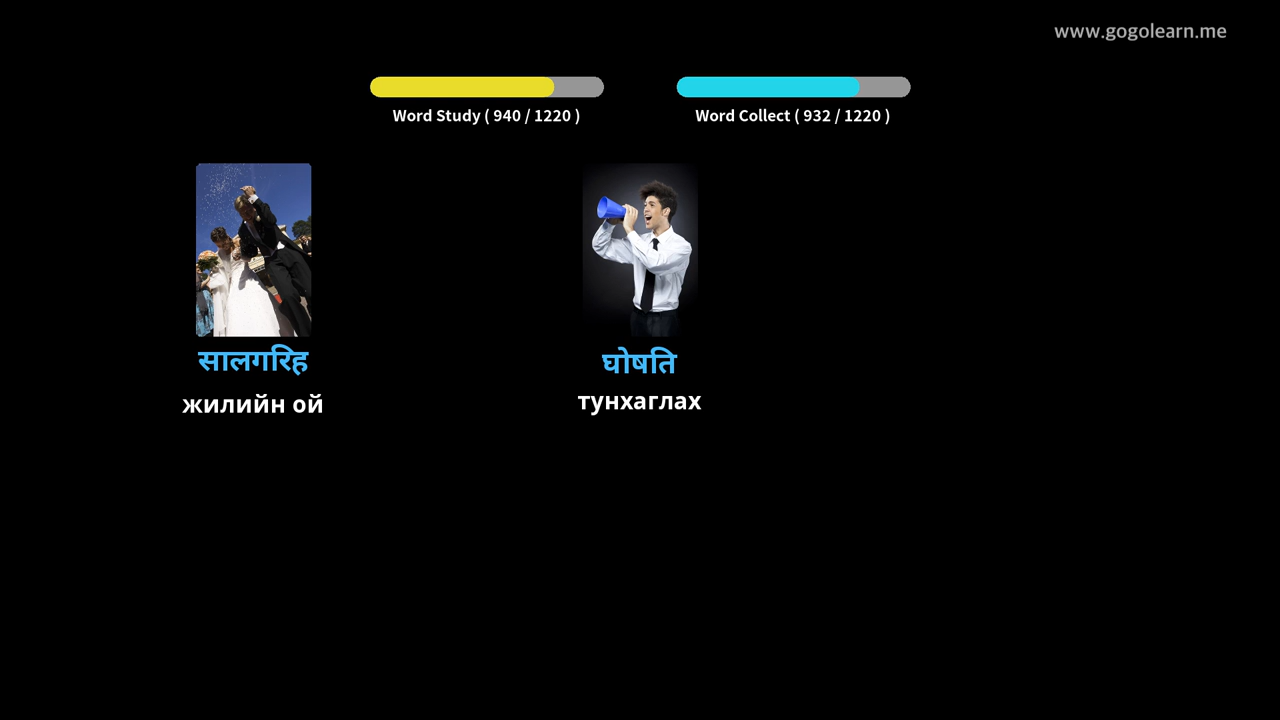 www.gogolearn.me
Word Study ( 940 / 1220 )
Word Collect ( 932 / 1220 )
सालगरिह
жилийн ой
घोषति
тунхаглах